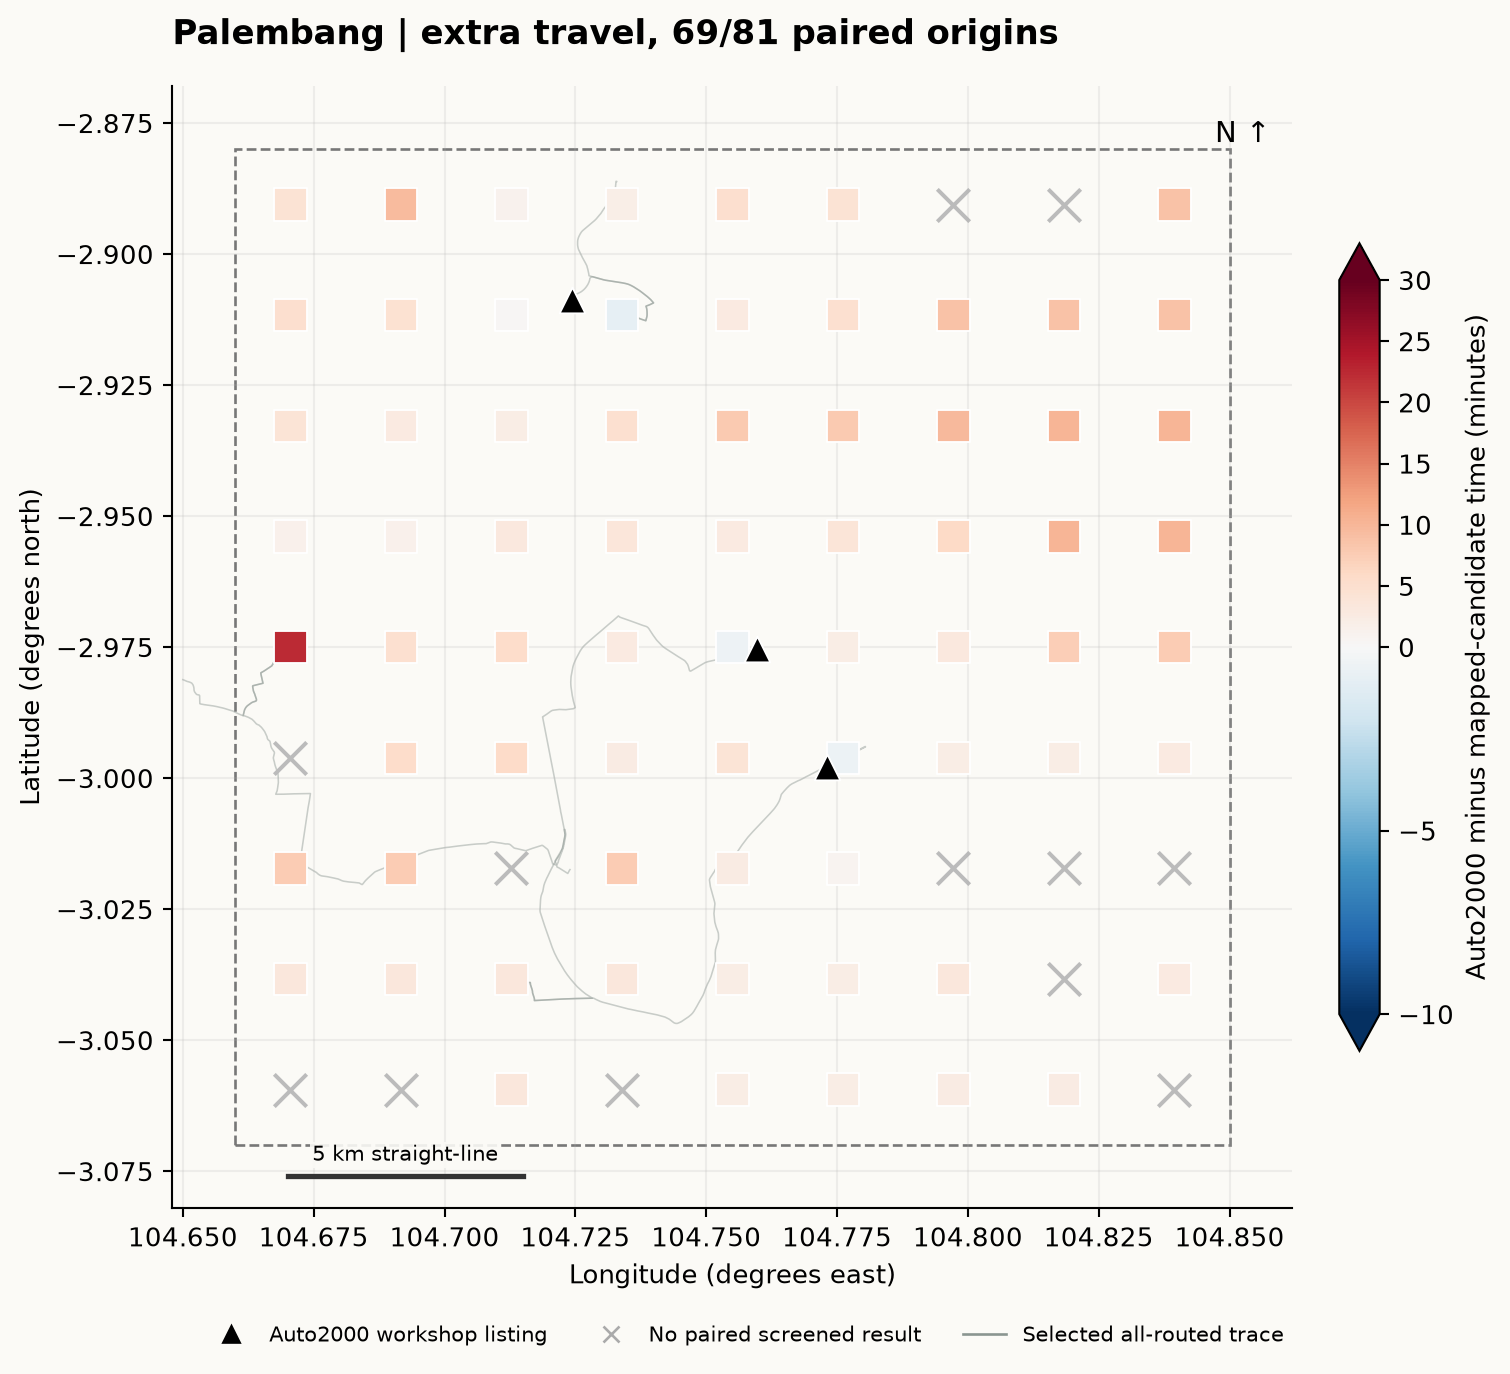 Palembang | extra travel, 69/81 paired origins
N ↑
−2.875
−2.900
−2.925
−2.950
−2.975
−3.000
−3.025
−3.050
−3.075
Latitude (degrees north)
5 km straight-line
104.650 104.675 104.700 104.725 104.750 104.775 104.800 104.825 104.850
Longitude (degrees east)
30
25
20
15
10
5
0
−5
−10
Auto2000 minus mapped-candidate time (minutes)
Auto2000 workshop listing
No paired screened result
Selected all-routed trace